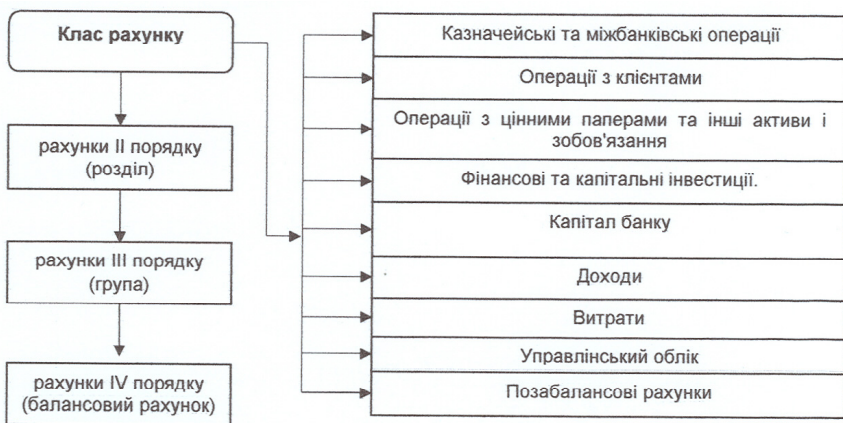 Клас рахунку
рахунки II порядку
(розділ)
рахунки III порядку
(група)
рахунки IV порядку
(балансовий рахунок)
Казначейські та міжбанківські операції
Операції з клієнтами
Операції з цінними паперами та інші активи і
зобов'язання
Фінансові та капітальні інвестиції.
Капітал банку
Доходи
Витрати
Управлінський облік
Позабалансові рахунки